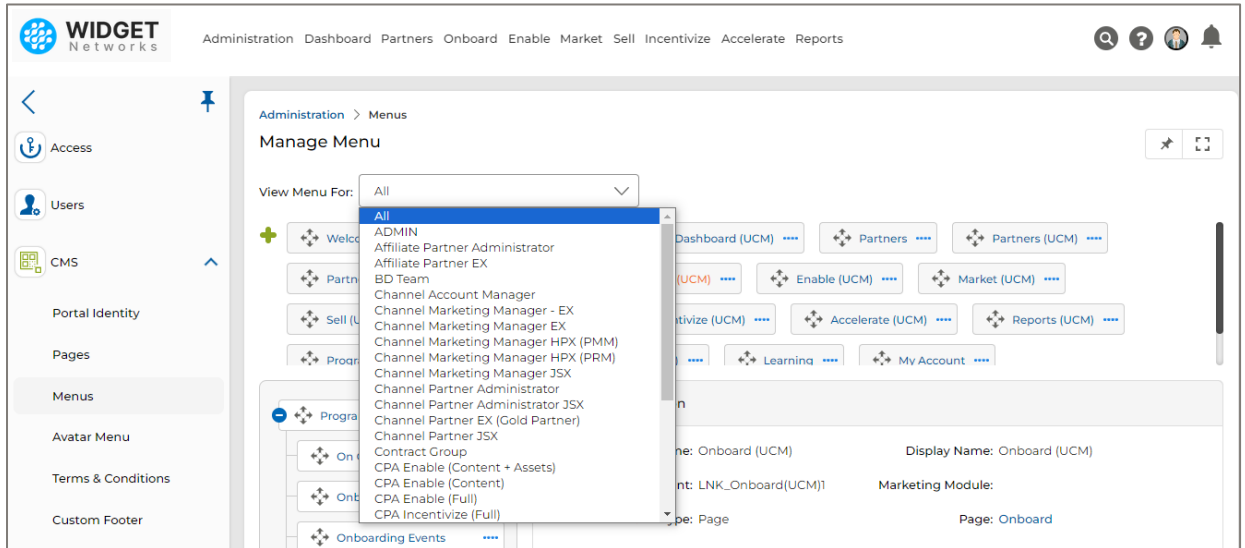 WIDGET
Networks
Administration Dashboard Partners Onboard Enable Market Sell Incentivize Accelerate Reports
Access
Users
CMS
Portal Identity
Pages
Menus
Avatar Menu
Terms & Conditions
Custom Footer
Administration > Menus
Manage Menu
View Menu For: All
All
ADMIN
Affiliate Partner Administrator
Affiliate Partner EX
BD Team
Channel Account Manager
Channel Marketing Manager - EX
Channel Marketing Manager EX
Channel Marketing Manager HPX (PMM)
Channel Marketing Manager HPX (PRM)
Channel Marketing Manager JSX
Channel Partner Administrator
Channel Partner Administrator JSX
Channel Partner EX (Gold Partner)
Channel Partner JSX
Contract Group
CPA Enable (Content + Assets)
CPA Enable (Content)
CPA Enable (Full)
CPA Incentivize (Full)
Dashboard (UCM) Partners Partners (UCM)
(UCM) Enable (UCM) Market (UCM)
Sell (UCM) Accelerate (UCM) Reports (UCM)
Learning My Account
Onboarding Events
Onboard (UCM) Display Name: Onboard (UCM)
LNK_Onboard(UCM)1 Marketing Module:
Page Page: Onboard